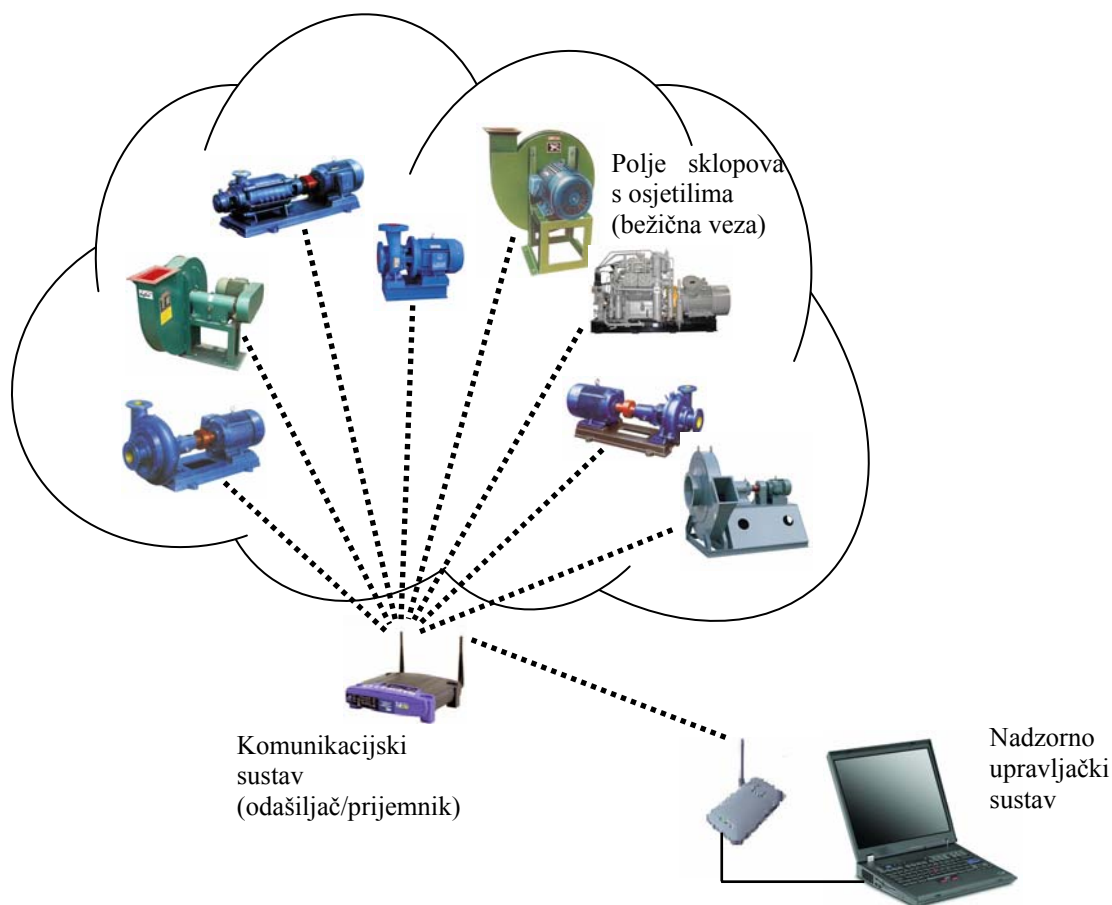 Polje sklopova
s osjetilima
(bežična veza)
Komunikacijski
sustav
(odašiljač/prijemnik)
Nadzorno
upravljački
sustav